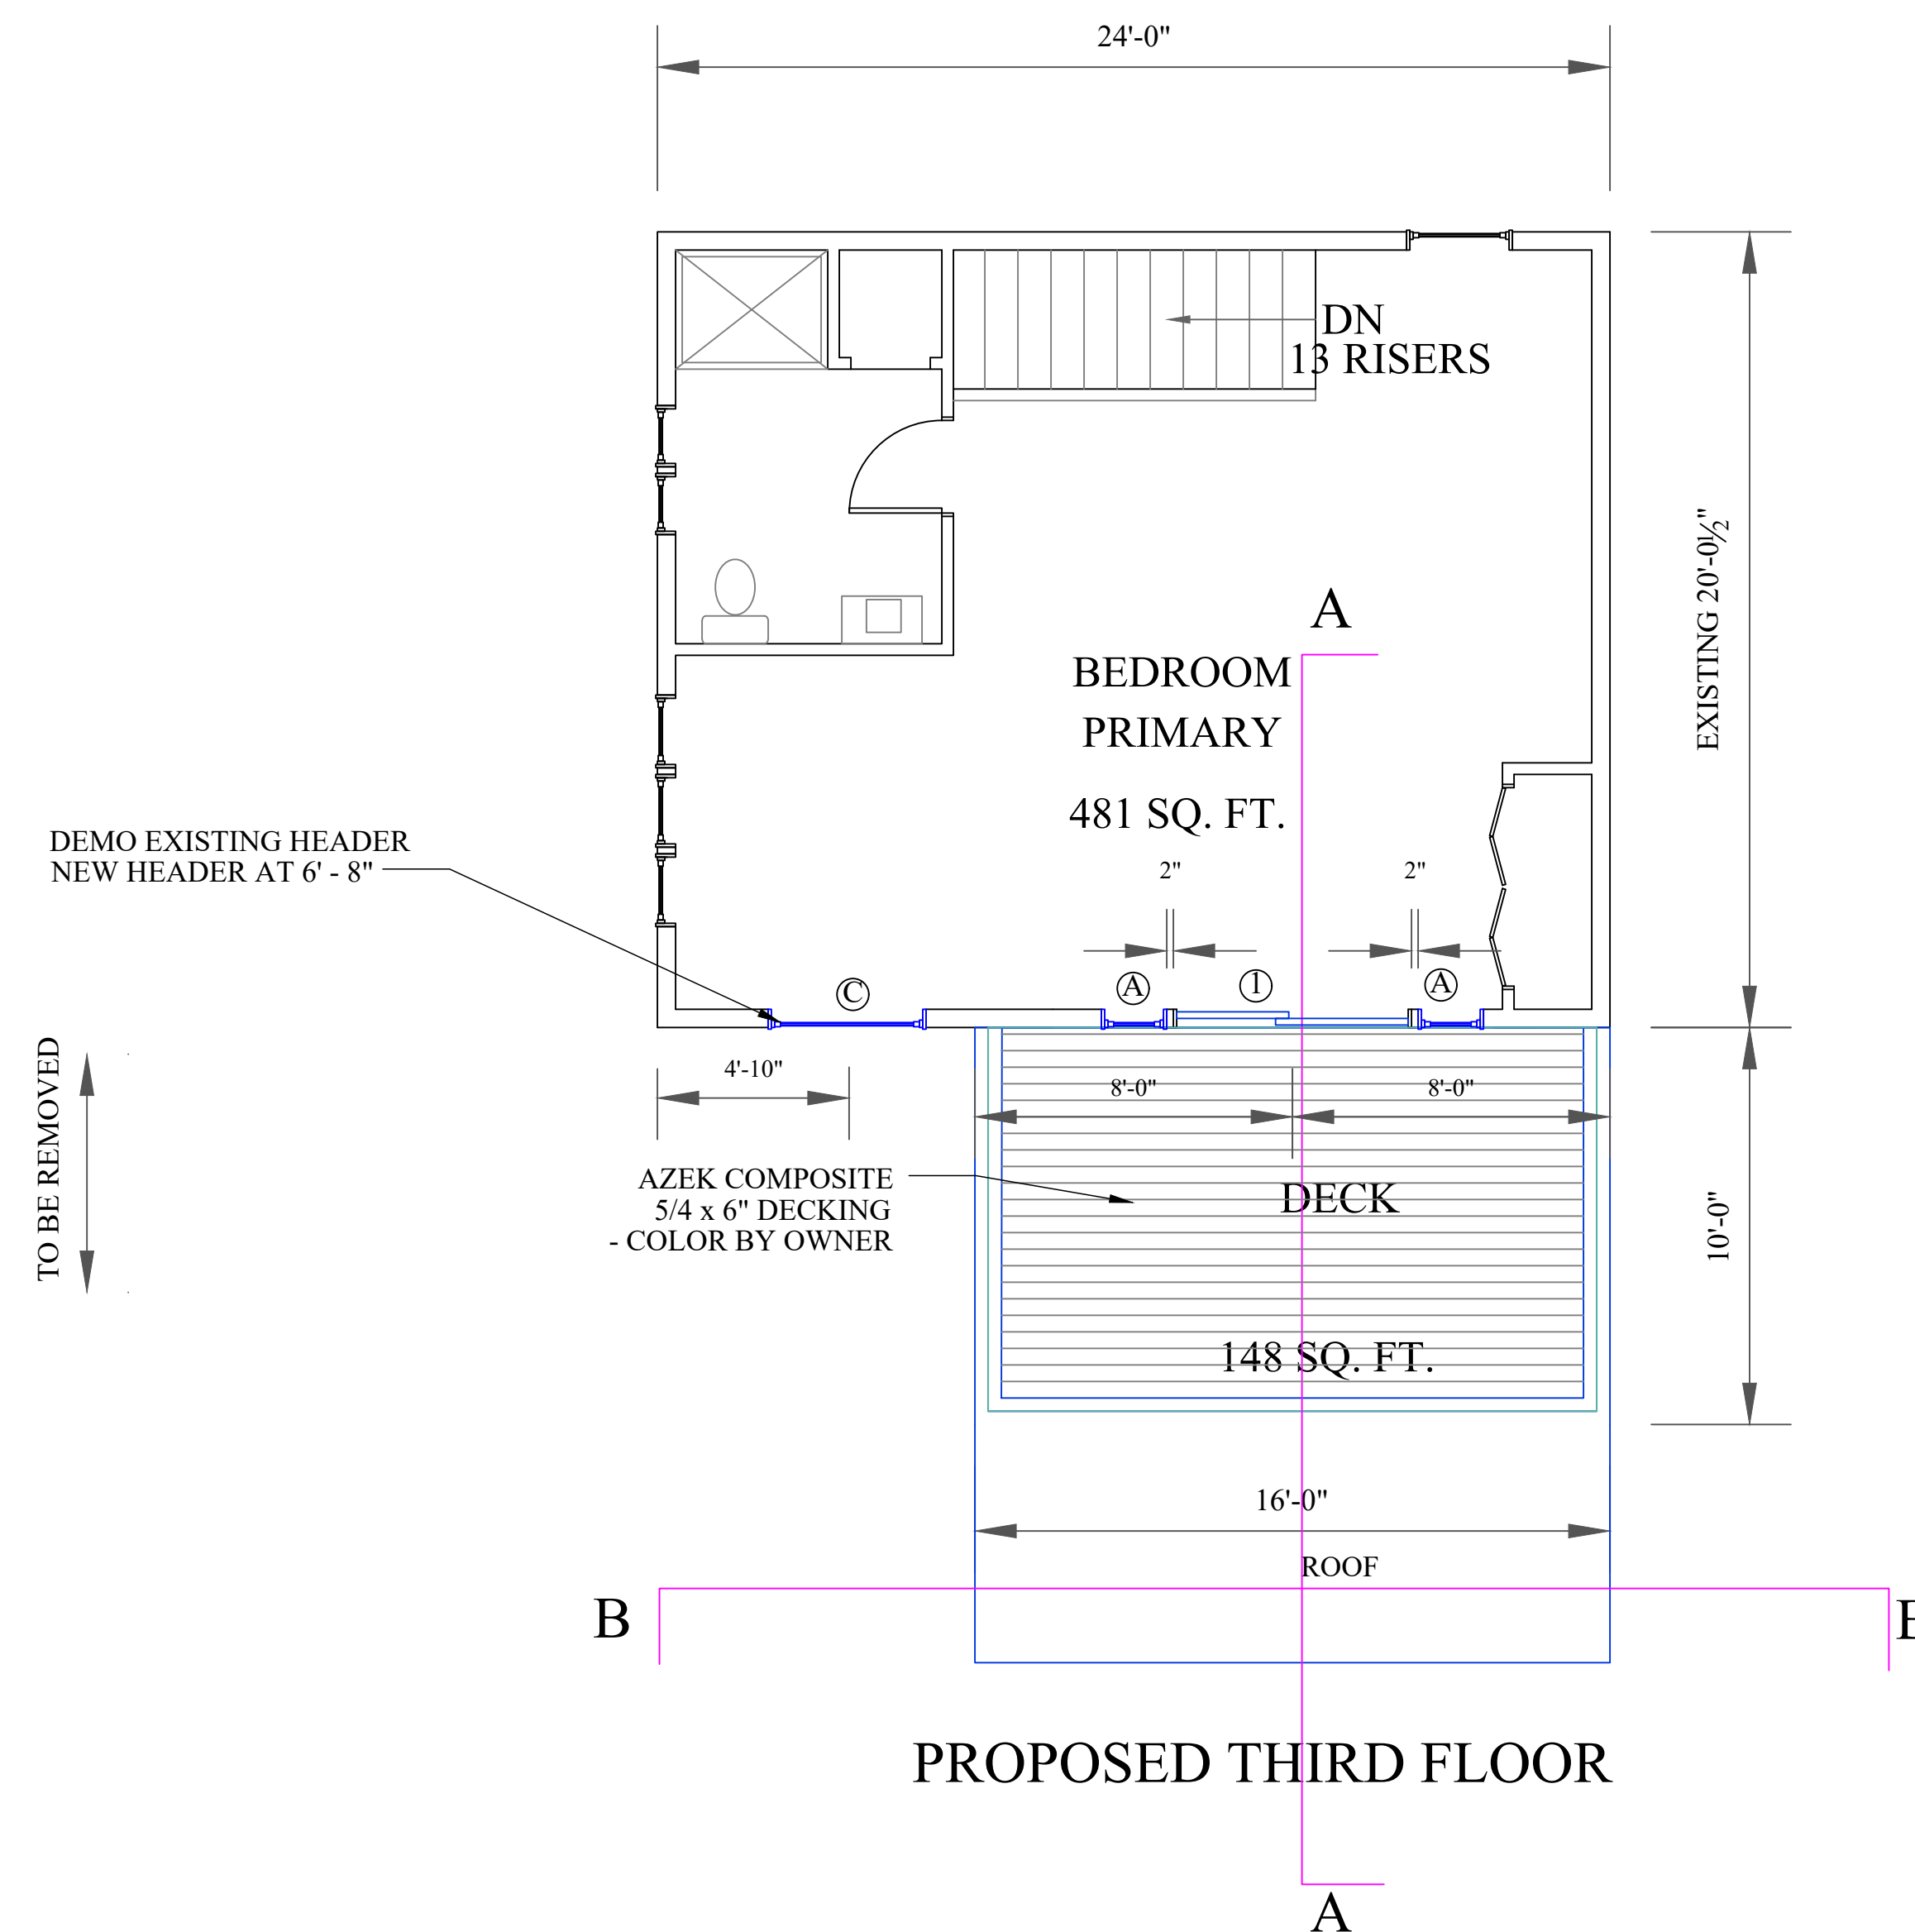 24'-0"
DN
13 RISERS
EXISTING 20'-0½"
A
BEDROOM
PRIMARY
481 SQ. FT.
DEMO EXISTING HEADER
NEW HEADER AT 6' - 8"
2"
2"
C
A
1
A
TO BE REMOVED
4'-10"
8'-0"
8'-0"
AZEK COMPOSITE
5/4 x 6" DECKING
- COLOR BY OWNER
DECK
10'-0"
148 SQ. FT.
16'-0"
ROOF
B
PROPOSED THIRD FLOOR
A